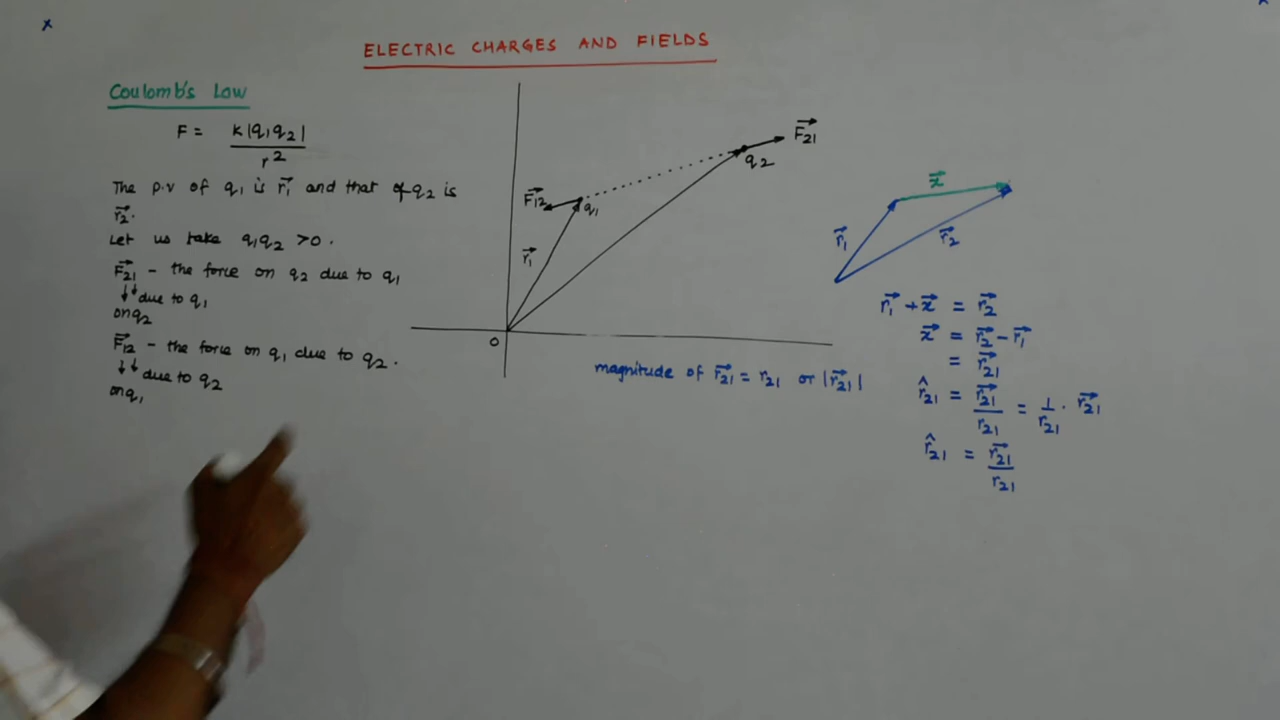 ELECTRIC CHARGES AND FIELDS
Coulomb's Law
F = k|q₁q₂| / r²
The p.v of q₁ is r₁⃗ and that of q₂ is
r₂⃗.
Let us take q₁q₂ >0.
F₂₁⃗ - the force on q₂ due to q₁
↓↓ due to q₁
on q₂
F₁₂⃗ - the force on q₁ due to q₂.
↓↓ due to q₂
on q₁
F₂₁⃗
q₂
F₁₂⃗
q₁
r₁⃗
O
magnitude of r₂₁⃗ = r₂₁ or |r₂₁⃗|
x⃗
r₁⃗
r₂⃗
r₁⃗ + x⃗ = r₂⃗
x⃗ = r₂⃗ - r₁⃗
= r₂₁⃗
r̂₂₁ = r₂₁⃗ / r₂₁ = 1/r₂₁ · r₂₁⃗
r̂₂₁ = r₂₁⃗ / r₂₁